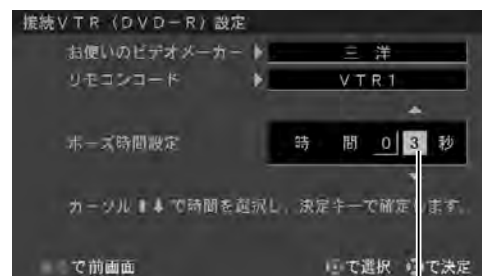 接続VTR(DVD-R)設定
お使いのビデオメーカー ▶ 三 洋
リモコンコード ▶ VTR1
ポーズ時間設定 時 間 0 3 秒
カーソル⬆⬇で時間を選択し、決定キーで確定します。
で前画面 で選択 で決定